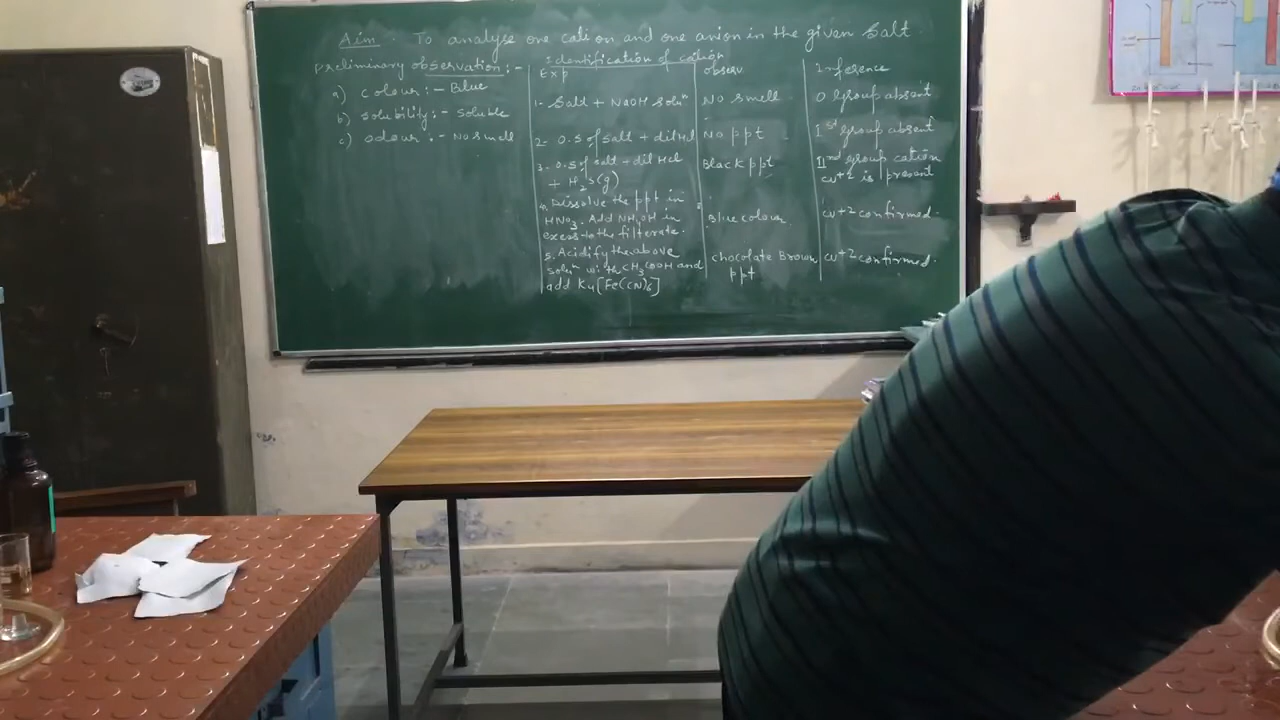 Aim : To analyse one cation and one anion in the given Salt.
preliminary observation :-
a) colour :- Blue
b) solubility :- Soluble
c) odour :- No smell
Identification of cation
Exp
observ
Inference
1- Salt + NaOH soluⁿ
No smell
0 group absent
2- 0.5 of salt + dil Hcl
No ppt
Iˢᵗ group absent
3. 0.5 of salt + dil Hcl
+ H₂S(g)
Black ppt
IIⁿᵈ group cation
cu+2 is present
4. Dissolve the ppt in
HNO₃. Add NH₄OH in
excess to the filterate.
Blue colour
cu+2 confirmed.
5. Acidify the above
soluⁿ with CH₃COOH and
add K₄[Fe(CN)₆]
chocolate Brown
ppt
cu+2 confirmed.